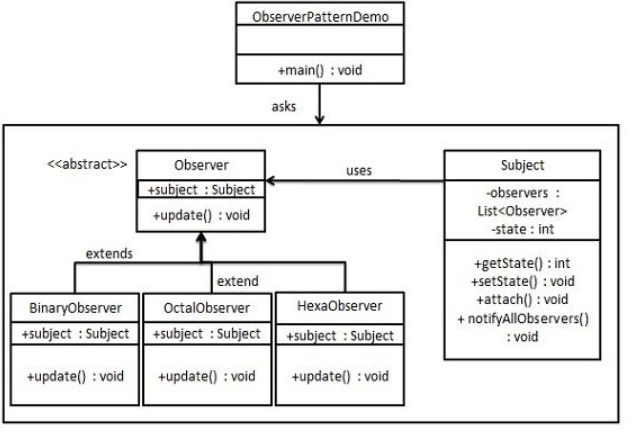 ObserverPatternDemo
+main() : void
asks
<<abstract>>
Observer
+subject : Subject
+update() : void
uses
Subject
-observers :
List<Observer>
-state : int
+getState() : int
+setState() : void
+attach() : void
+ notifyAllObservers()
: void
extends
extend
BinaryObserver
+subject : Subject
+update() : void
OctalObserver
+subject : Subject
+update() : void
HexaObserver
+subject : Subject
+update() : void